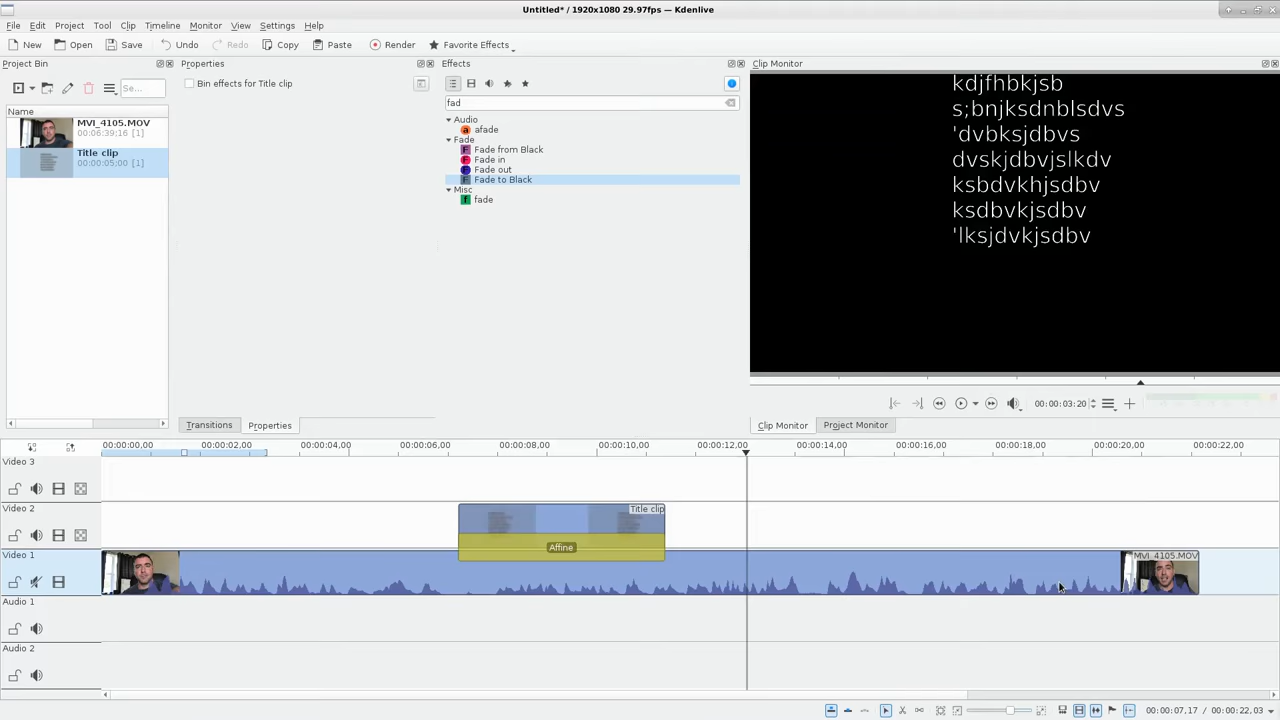 Untitled* / 1920x1080 29.97fps — Kdenlive
File Edit Project Tool Clip Timeline Monitor View Settings Help
New Open Save Undo Redo Copy Paste Render Favorite Effects
Project Bin Properties Effects Clip Monitor
Se...
Bin effects for Title clip
fad
Name
MVI_4105.MOV
00:06:39;16 [1]
Title clip
00:00:05;00 [1]
Audio
afade
Fade
Fade from Black
Fade in
Fade out
Fade to Black
Misc
fade
kdjfhbkjsb
s;bnjksdnblsdvs
'dvbksjdbvs
dvskjdbvjslkdv
ksbdvkhjsdbv
ksdbvkjsdbv
'lksjdvkjsdbv
00:00:03;20
Transitions Properties Clip Monitor Project Monitor
00:00:00,00 00:00:02,00 00:00:04,00 00:00:06,00 00:00:08,00 00:00:10,00 00:00:12,00 00:00:14,00 00:00:16,00 00:00:18,00 00:00:20,00 00:00:22,00
Video 3
Video 2
Title clip
Affine
Video 1
MVI_4105.MOV
Audio 1
Audio 2
00:00:07,17 / 00:00:22,03